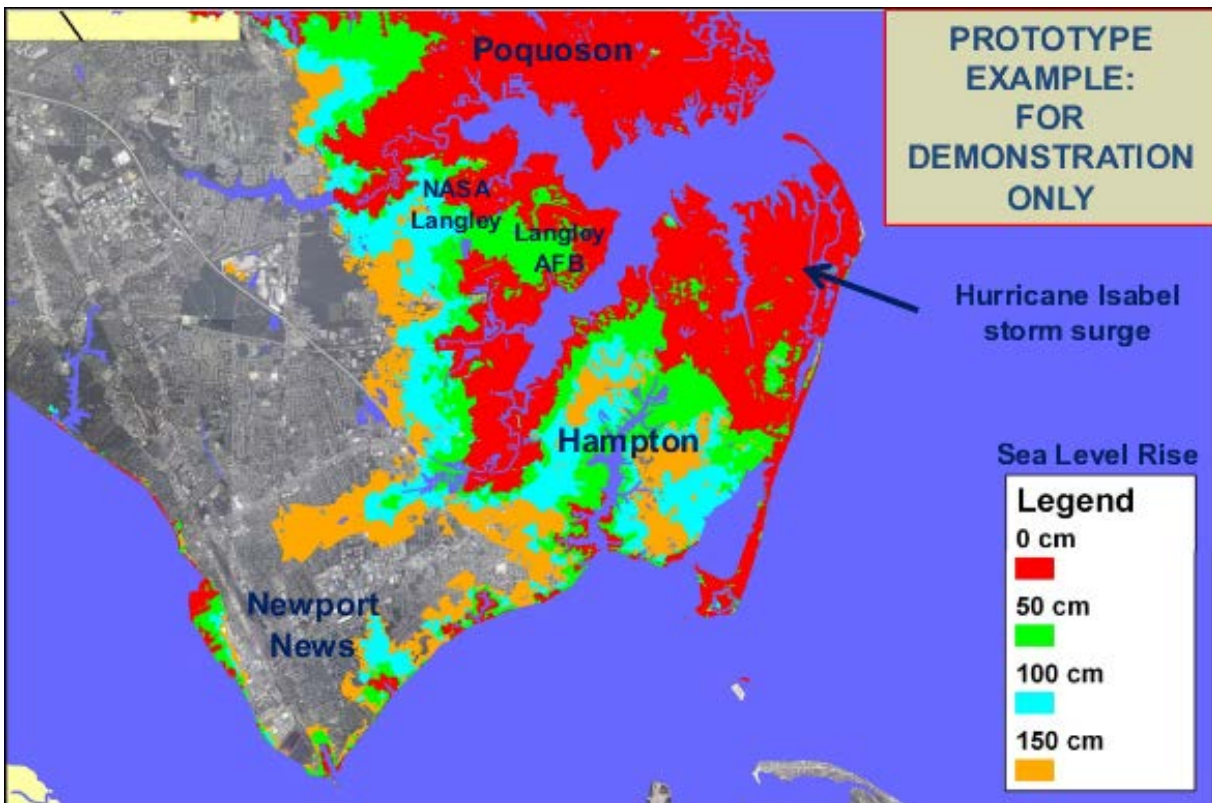 Poquoson
PROTOTYPE
EXAMPLE:
FOR
DEMONSTRATION
ONLY
NASA
Langley
Langley
AFB
Hurricane Isabel
storm surge
Hampton
Newport
News
Sea Level Rise
Legend
0 cm
50 cm
100 cm
150 cm